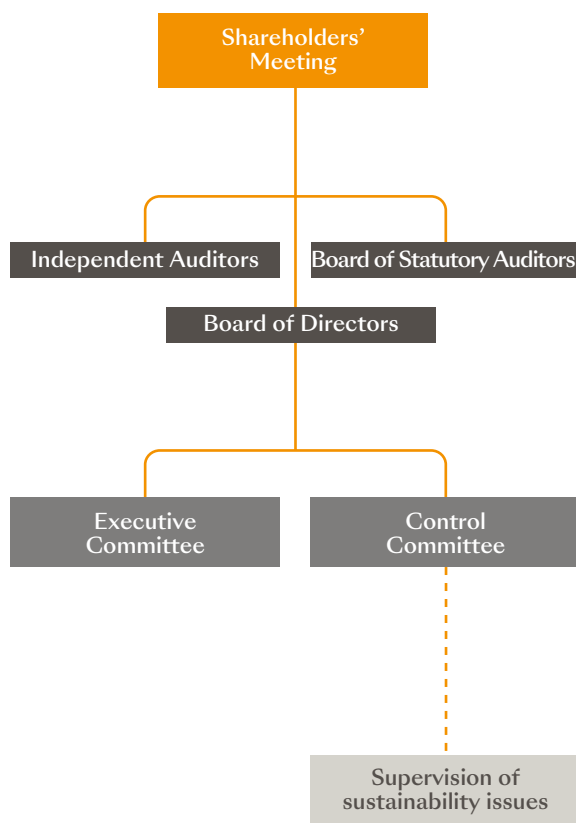 Shareholders’
Meeting
Independent Auditors
Board of Statutory Auditors
Board of Directors
Executive
Committee
Control
Committee
Supervision of
sustainability issues